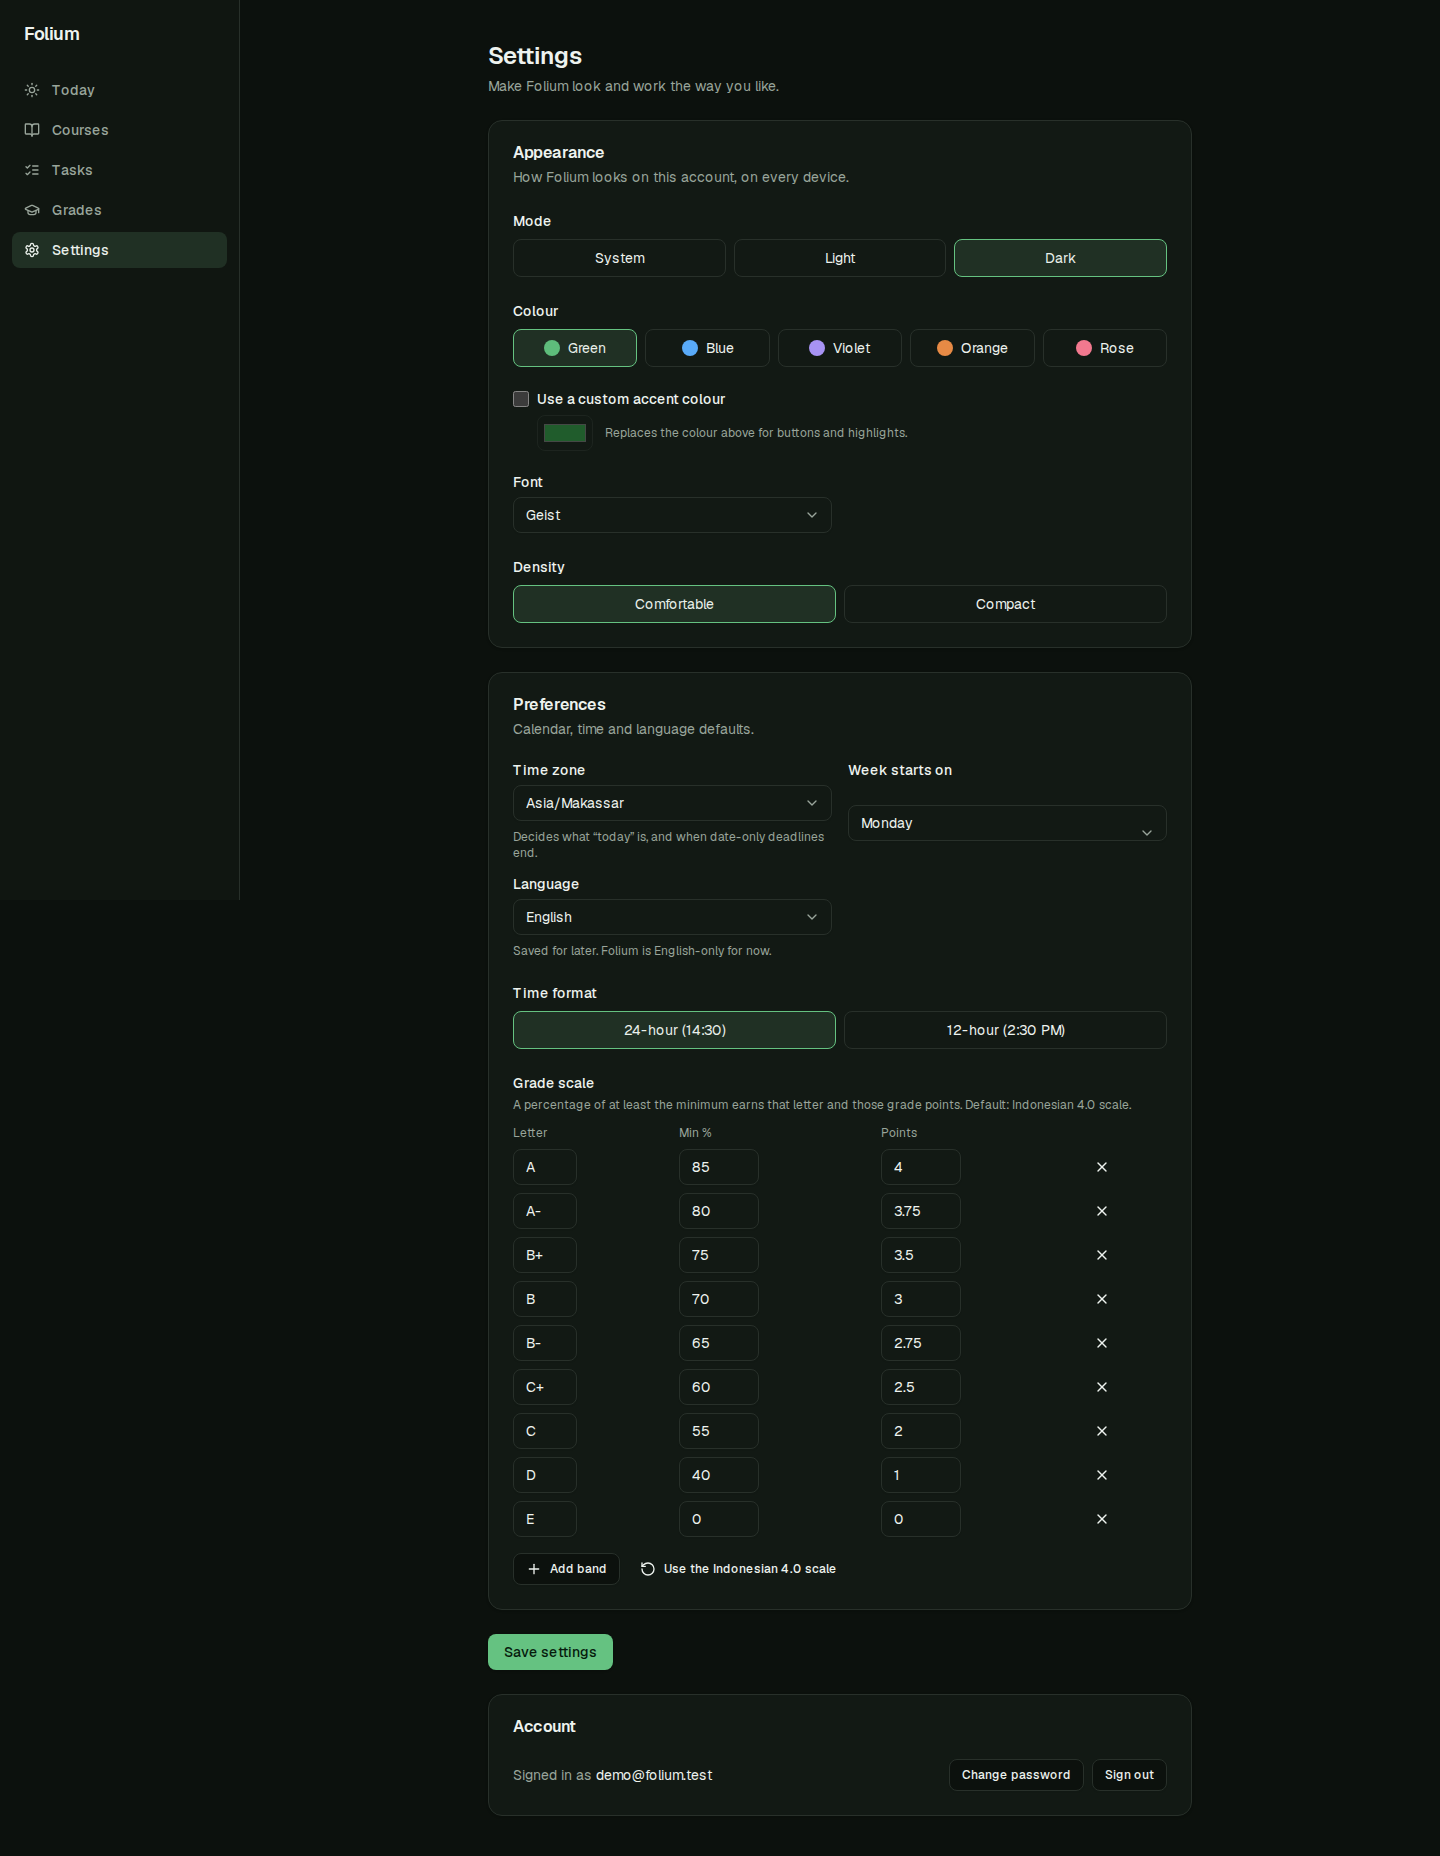 Folium
Today
Courses
Tasks
Grades
Settings
Settings
Make Folium look and work the way you like.
Appearance
How Folium looks on this account, on every device.
Mode
System Light Dark
Colour
Green Blue Violet Orange Rose
Use a custom accent colour
Replaces the colour above for buttons and highlights.
Font
Geist
Density
Comfortable Compact
Preferences
Calendar, time and language defaults.
Time zone Week starts on
Asia/Makassar Monday
Decides what “today” is, and when date-only deadlines
end.
Language
English
Saved for later. Folium is English-only for now.
Time format
24-hour (14:30) 12-hour (2:30 PM)
Grade scale
A percentage of at least the minimum earns that letter and those grade points. Default: Indonesian 4.0 scale.
Letter Min % Points
A 85 4
A- 80 3.75
B+ 75 3.5
B 70 3
B- 65 2.75
C+ 60 2.5
C 55 2
D 40 1
E 0 0
Add band Use the Indonesian 4.0 scale
Save settings
Account
Signed in as demo@folium.test Change password Sign out